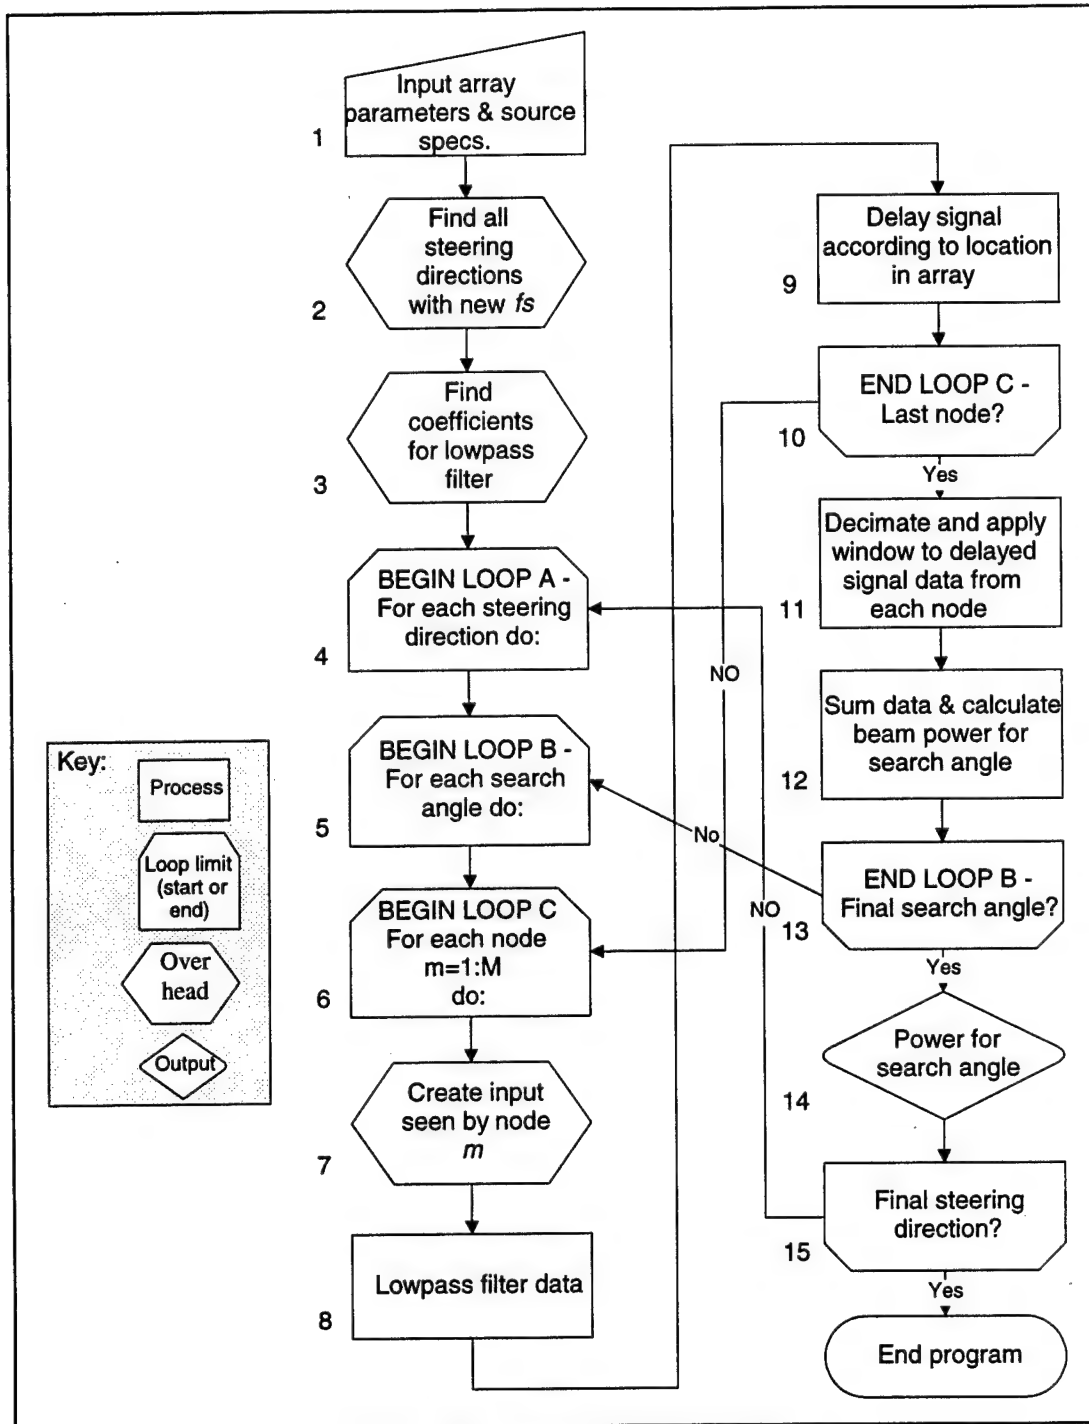 Input array
parameters & source
specs.
1
Find all
steering
directions
with new fs
2
Find
coefficients
for lowpass
filter
3
BEGIN LOOP A -
For each steering
direction do:
4
BEGIN LOOP B -
For each search
angle do:
5
BEGIN LOOP C
For each node
m=1:M
do:
6
Create input
seen by node
m
7
Lowpass filter data
8
Delay signal
according to location
in array
9
END LOOP C -
Last node?
10
Yes
NO
Decimate and apply
window to delayed
signal data from
each node
11
Sum data & calculate
beam power for
search angle
12
END LOOP B -
Final search angle?
13
No
Yes
Power for
search angle
14
Final steering
direction?
15
NO
Yes
End program
Key:
Process
Loop limit
(start or
end)
Over
head
Output